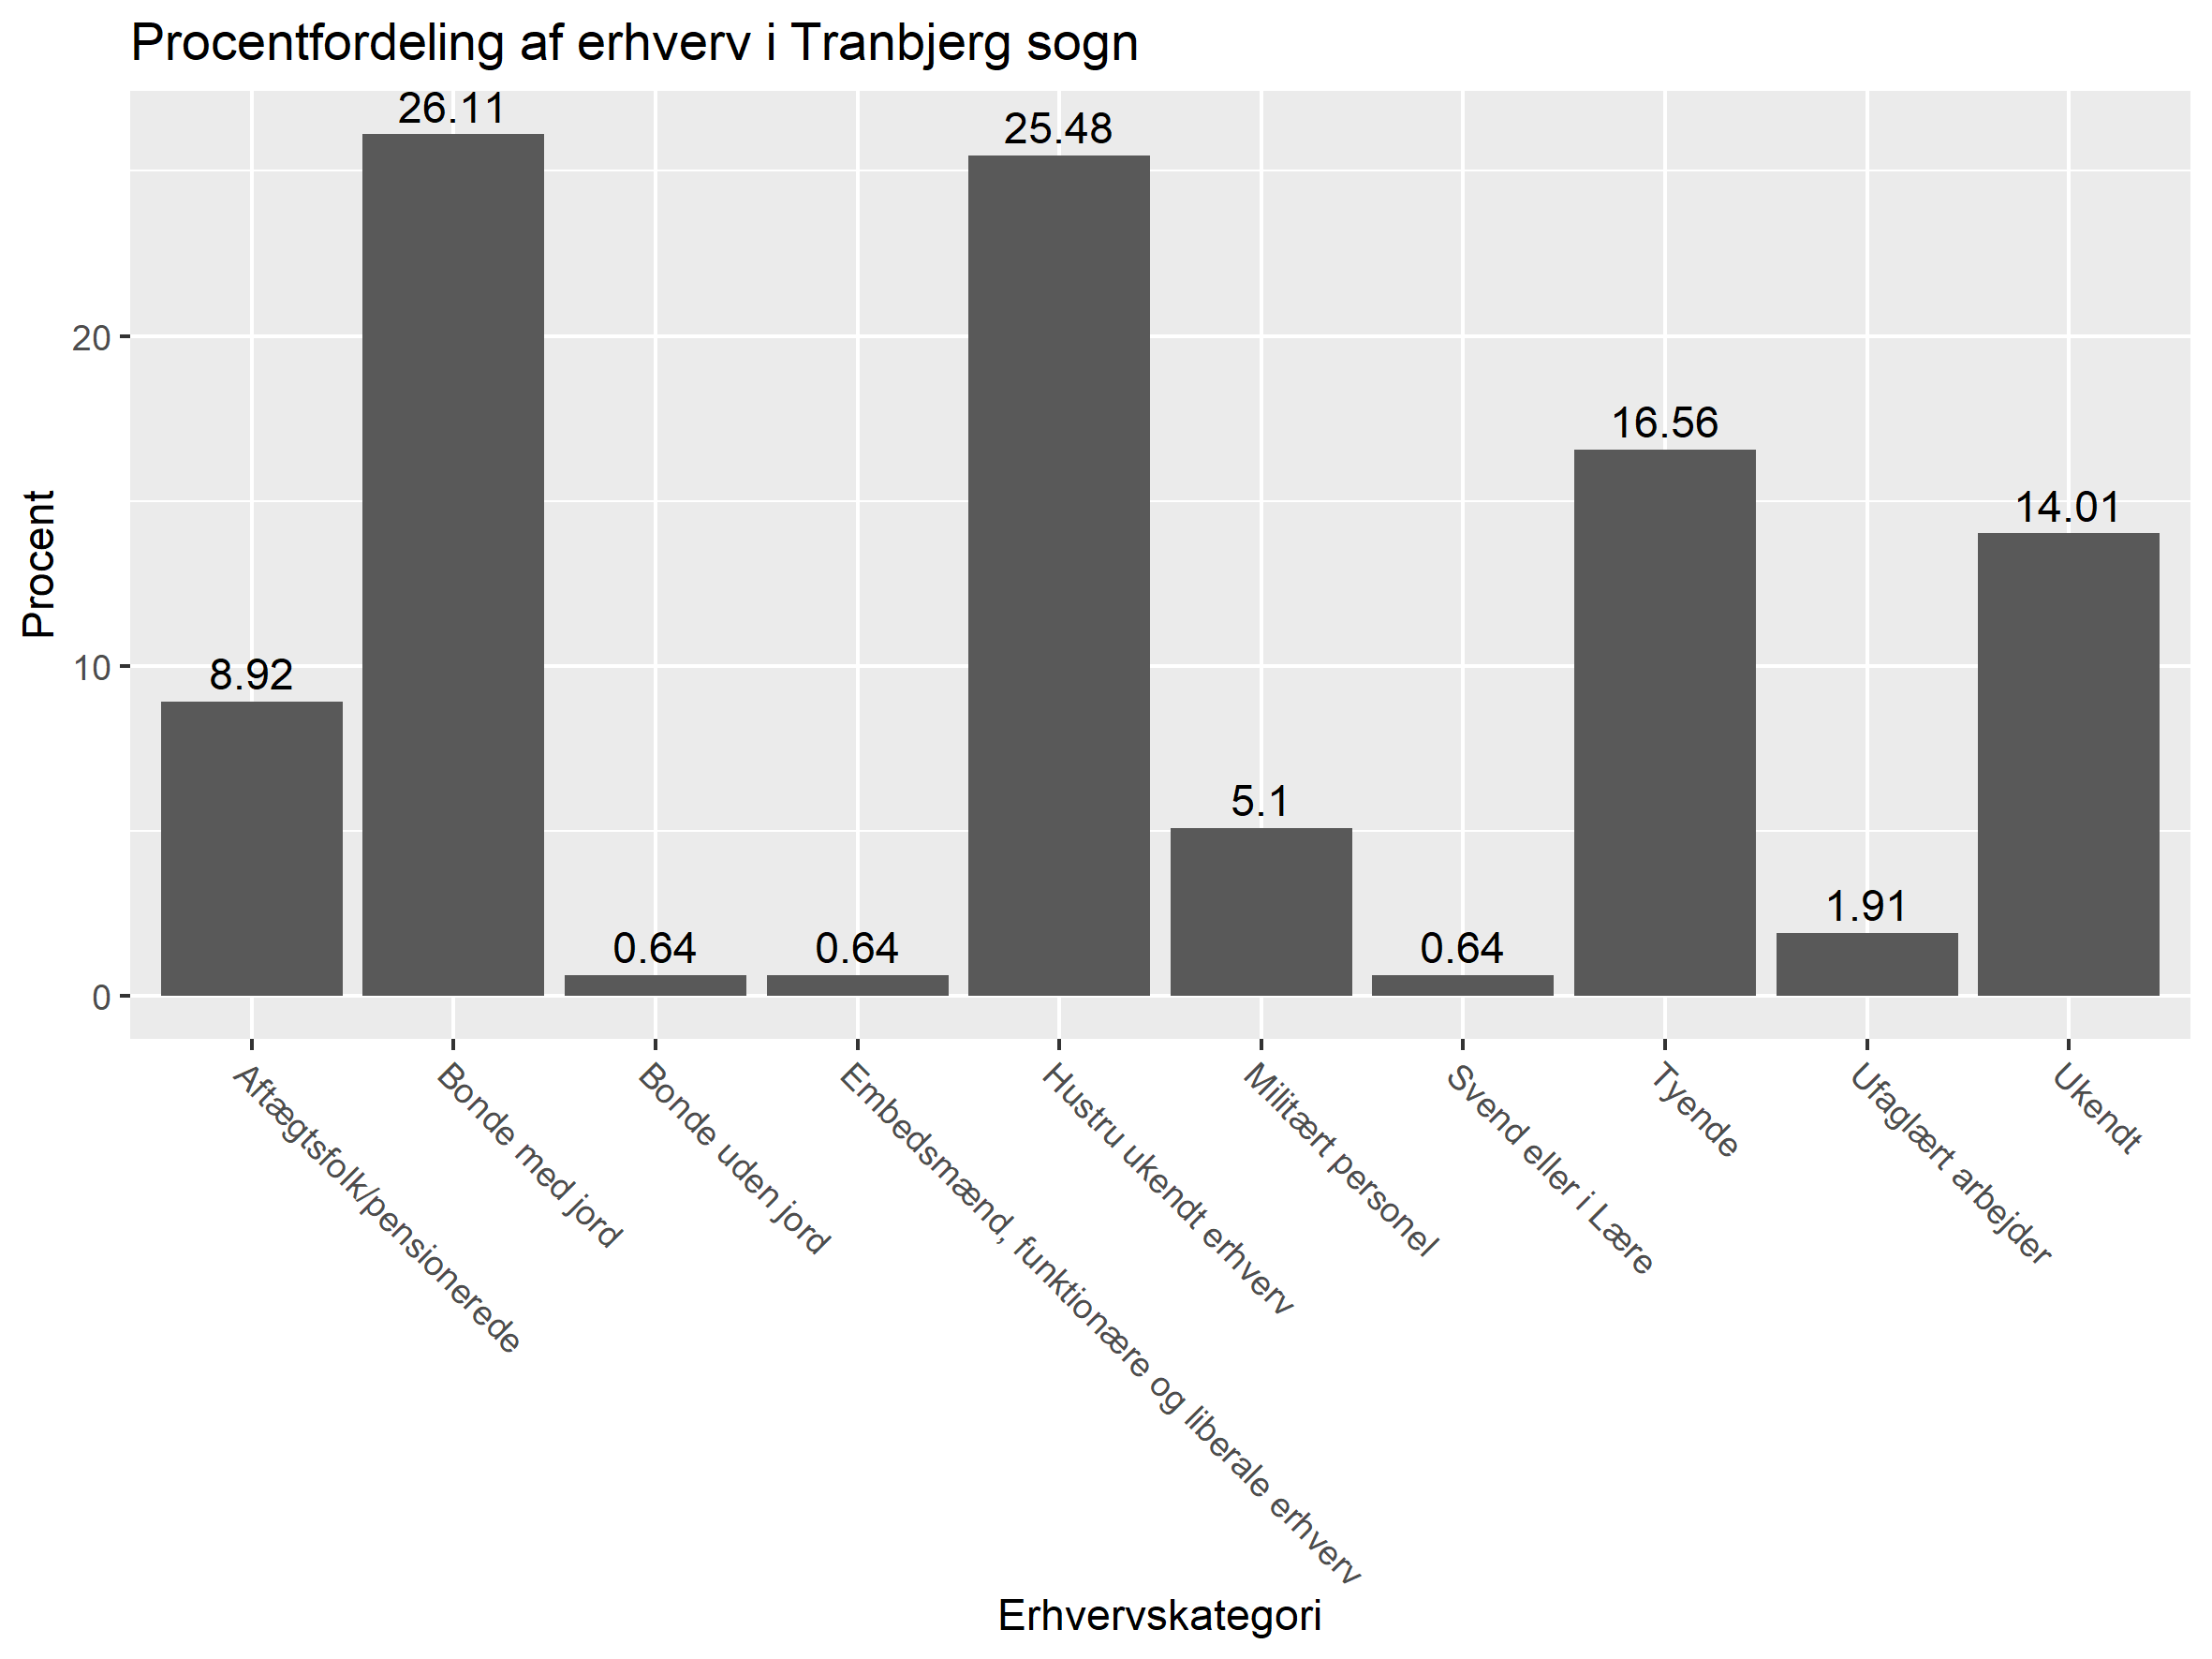 Procentfordeling af erhverv i Tranbjerg sogn
26.11
25.48
20
16.56
14.01
Procent
10
8.92
5.1
1.91
0.64
0.64
0.64
0
Aftægtsfolk/pensionerede
Bonde med jord
Bonde uden jord
Embedsmænd, funktionære og liberale erhverv
Hustru ukendt erhverv
Militært personel
Svend eller i Lære
Tyende
Ufaglært arbejder
Ukendt
Erhvervskategori